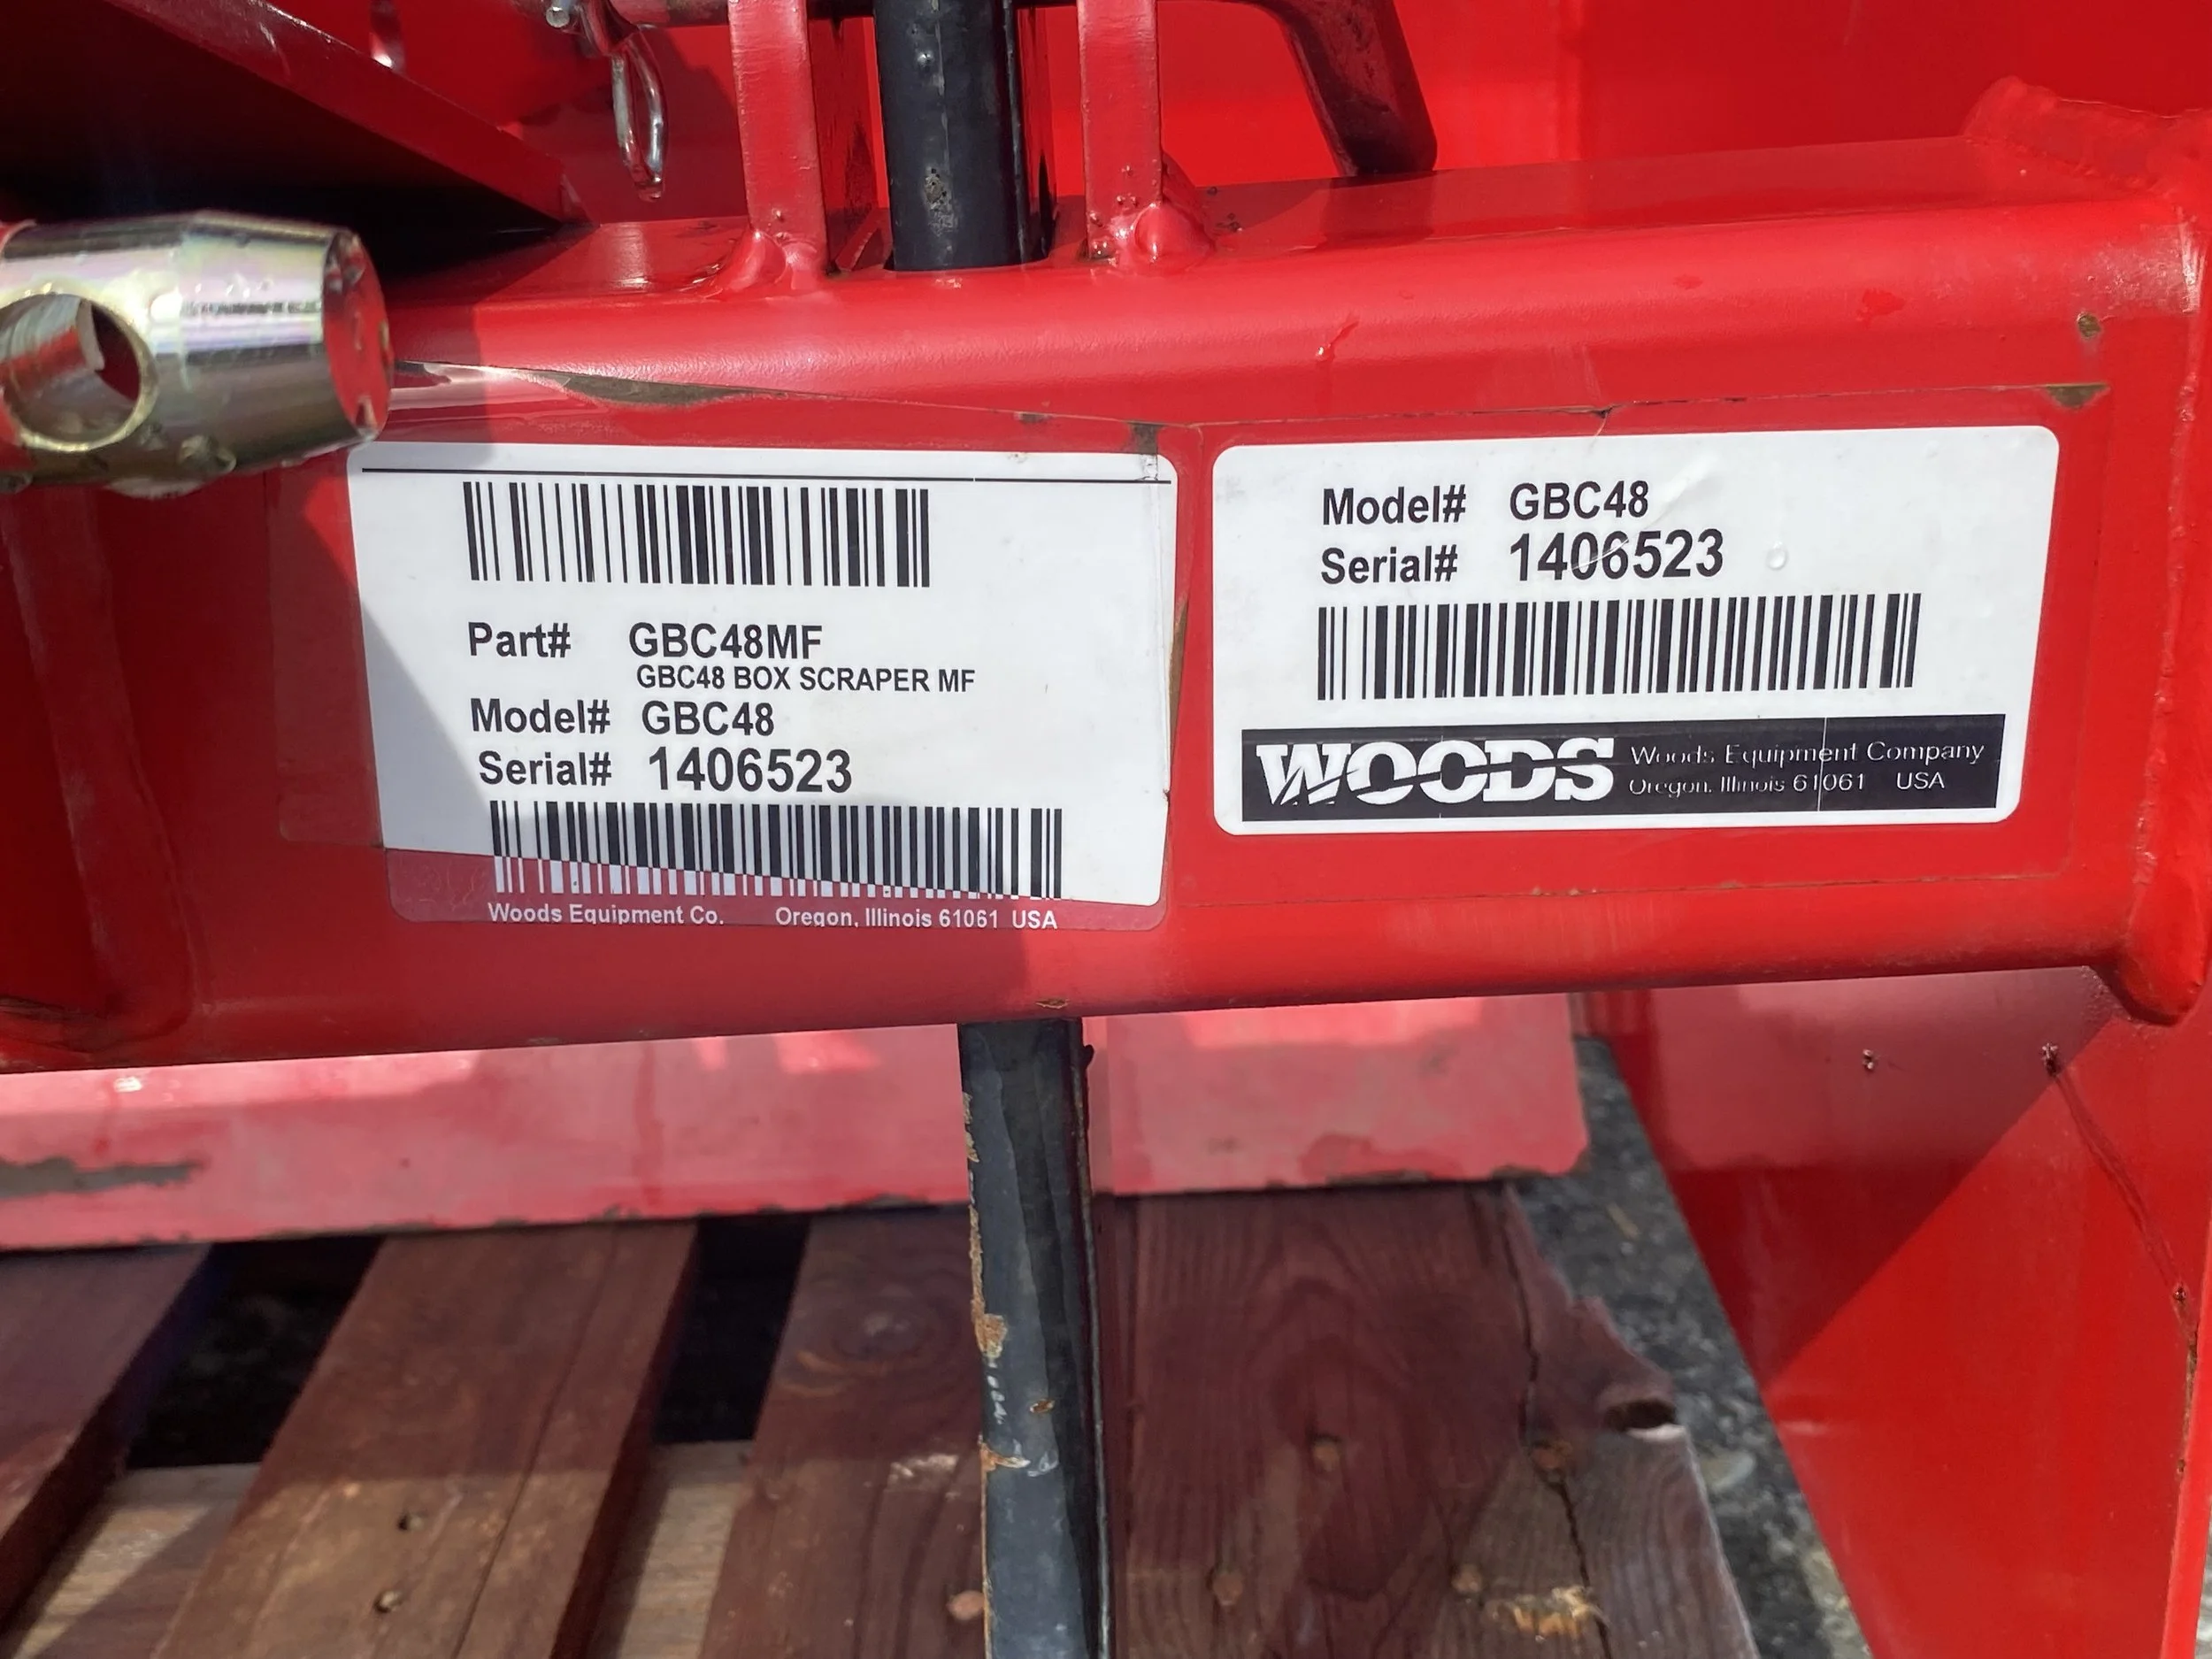 Part# GBC48MF
GBC48 BOX SCRAPER MF
Model# GBC48
Serial# 1406523
Woods Equipment Co. Oregon, Illinois 61061 USA
Model# GBC48
Serial# 1406523
WOODS
Woods Equipment Company
Oregon, Illinois 61061 USA